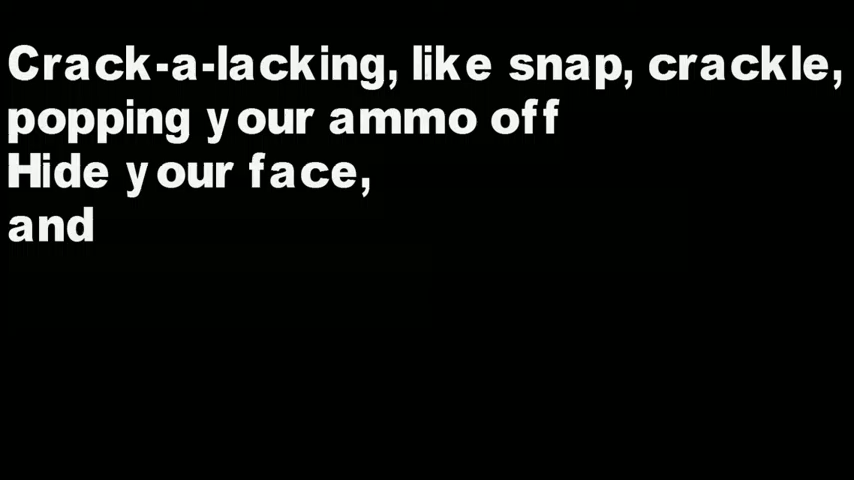 Crack-a-lacking, like snap, crackle,
popping your ammo off
Hide your face,
and